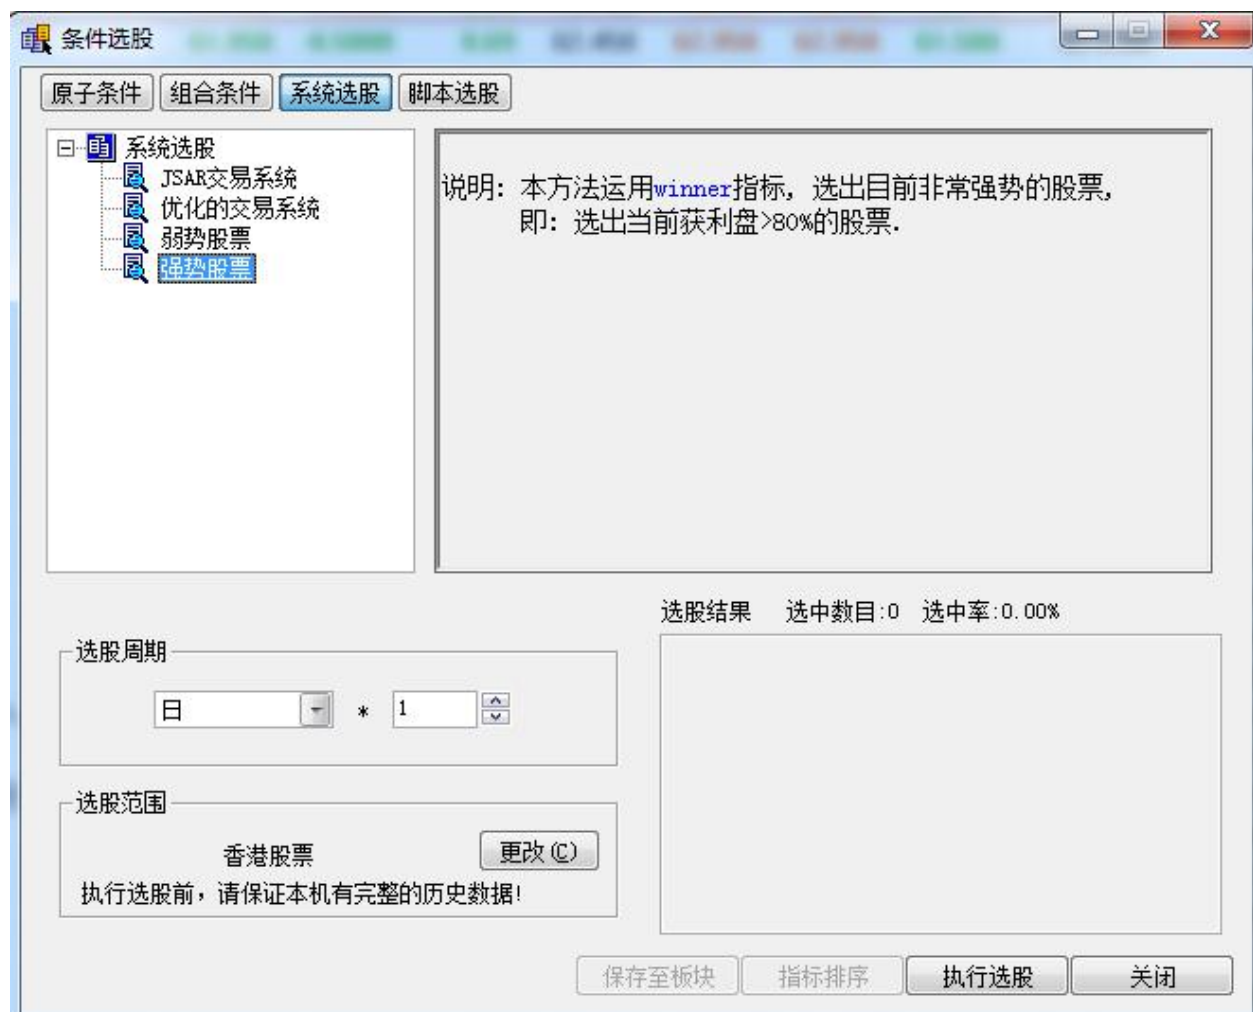 条件选股
原子条件 组合条件 系统选股 脚本选股
系统选股
JSAR交易系统
优化的交易系统
弱势股票
强势股票
说明: 本方法运用winner指标, 选出目前非常强势的股票,
即: 选出当前获利盘>80%的股票.
选股结果 选中数目:0 选中率:0.00%
选股周期
日 * 1
选股范围
香港股票 更改(C)
执行选股前，请保证本机有完整的历史数据!
保存至板块 指标排序 执行选股 关闭